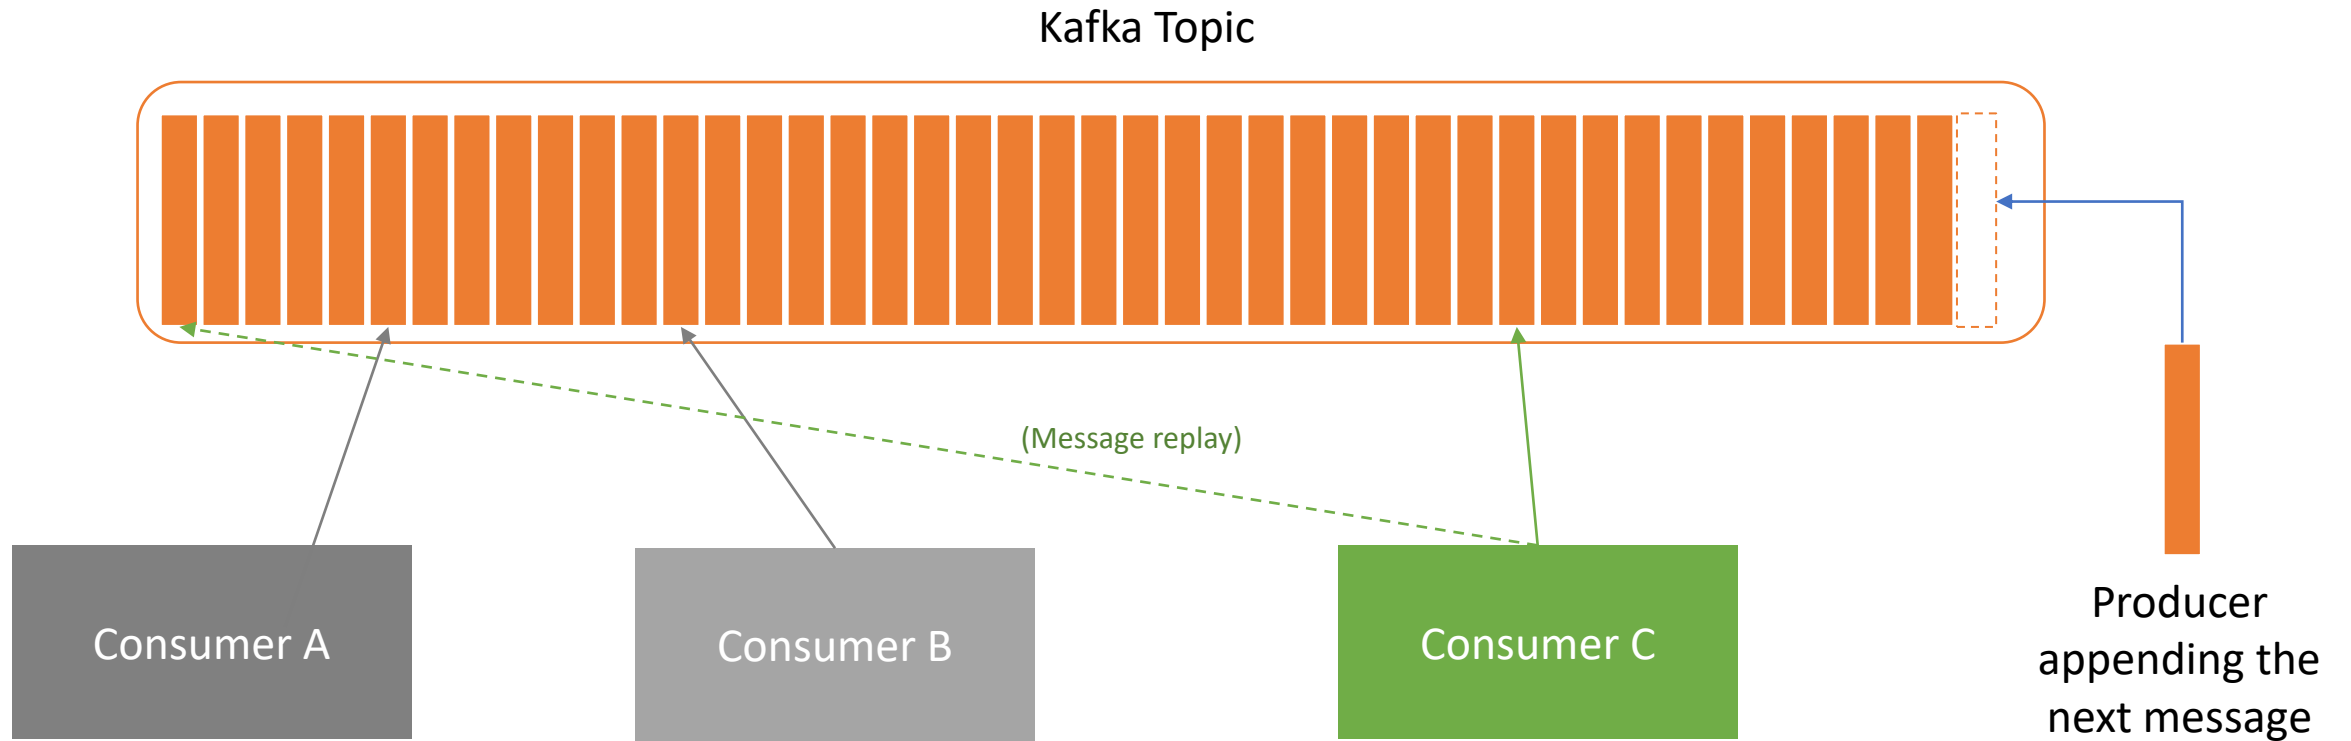 Kafka Topic
(Message replay)
Consumer A
Consumer B
Consumer C
Producer
appending the
next message